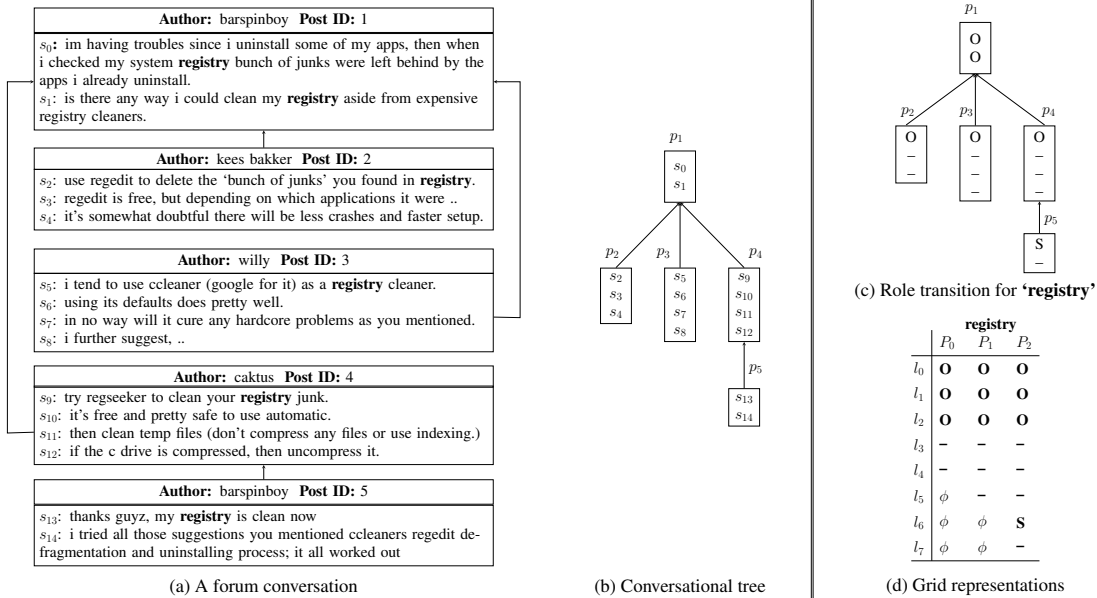 Author: barspinboy Post ID: 1
s0: im having troubles since i uninstall some of my apps, then when
i checked my system registry bunch of junks were left behind by the
apps i already uninstall.
s1: is there any way i could clean my registry aside from expensive
registry cleaners.
Author: kees bakker Post ID: 2
s2: use regedit to delete the ‘bunch of junks’ you found in registry.
s3: regedit is free, but depending on which applications it were ..
s4: it’s somewhat doubtful there will be less crashes and faster setup.
Author: willy Post ID: 3
s5: i tend to use ccleaner (google for it) as a registry cleaner.
s6: using its defaults does pretty well.
s7: in no way will it cure any hardcore problems as you mentioned.
s8: i further suggest, ..
Author: caktus Post ID: 4
s9: try regseeker to clean your registry junk.
s10: it’s free and pretty safe to use automatic.
s11: then clean temp files (don’t compress any files or use indexing.)
s12: if the c drive is compressed, then uncompress it.
Author: barspinboy Post ID: 5
s13: thanks guyz, my registry is clean now
s14: i tried all those suggestions you mentioned ccleaners regedit de-
fragmentation and uninstalling process; it all worked out
(a) A forum conversation
p1
s0
s1
p2 p3 p4
s2 s5 s9
s3 s6 s10
s4 s7 s11
s8 s12
p5
s13
s14
(b) Conversational tree
p1
O
O
p2 p3 p4
O O O
– – –
– – –
– –
p5
S
–
(c) Role transition for ‘registry’
registry
P0 P1 P2
l0 O O O
l1 O O O
l2 O O O
l3 – – –
l4 – – –
l5 ϕ – –
l6 ϕ ϕ S
l7 ϕ ϕ –
(d) Grid representations